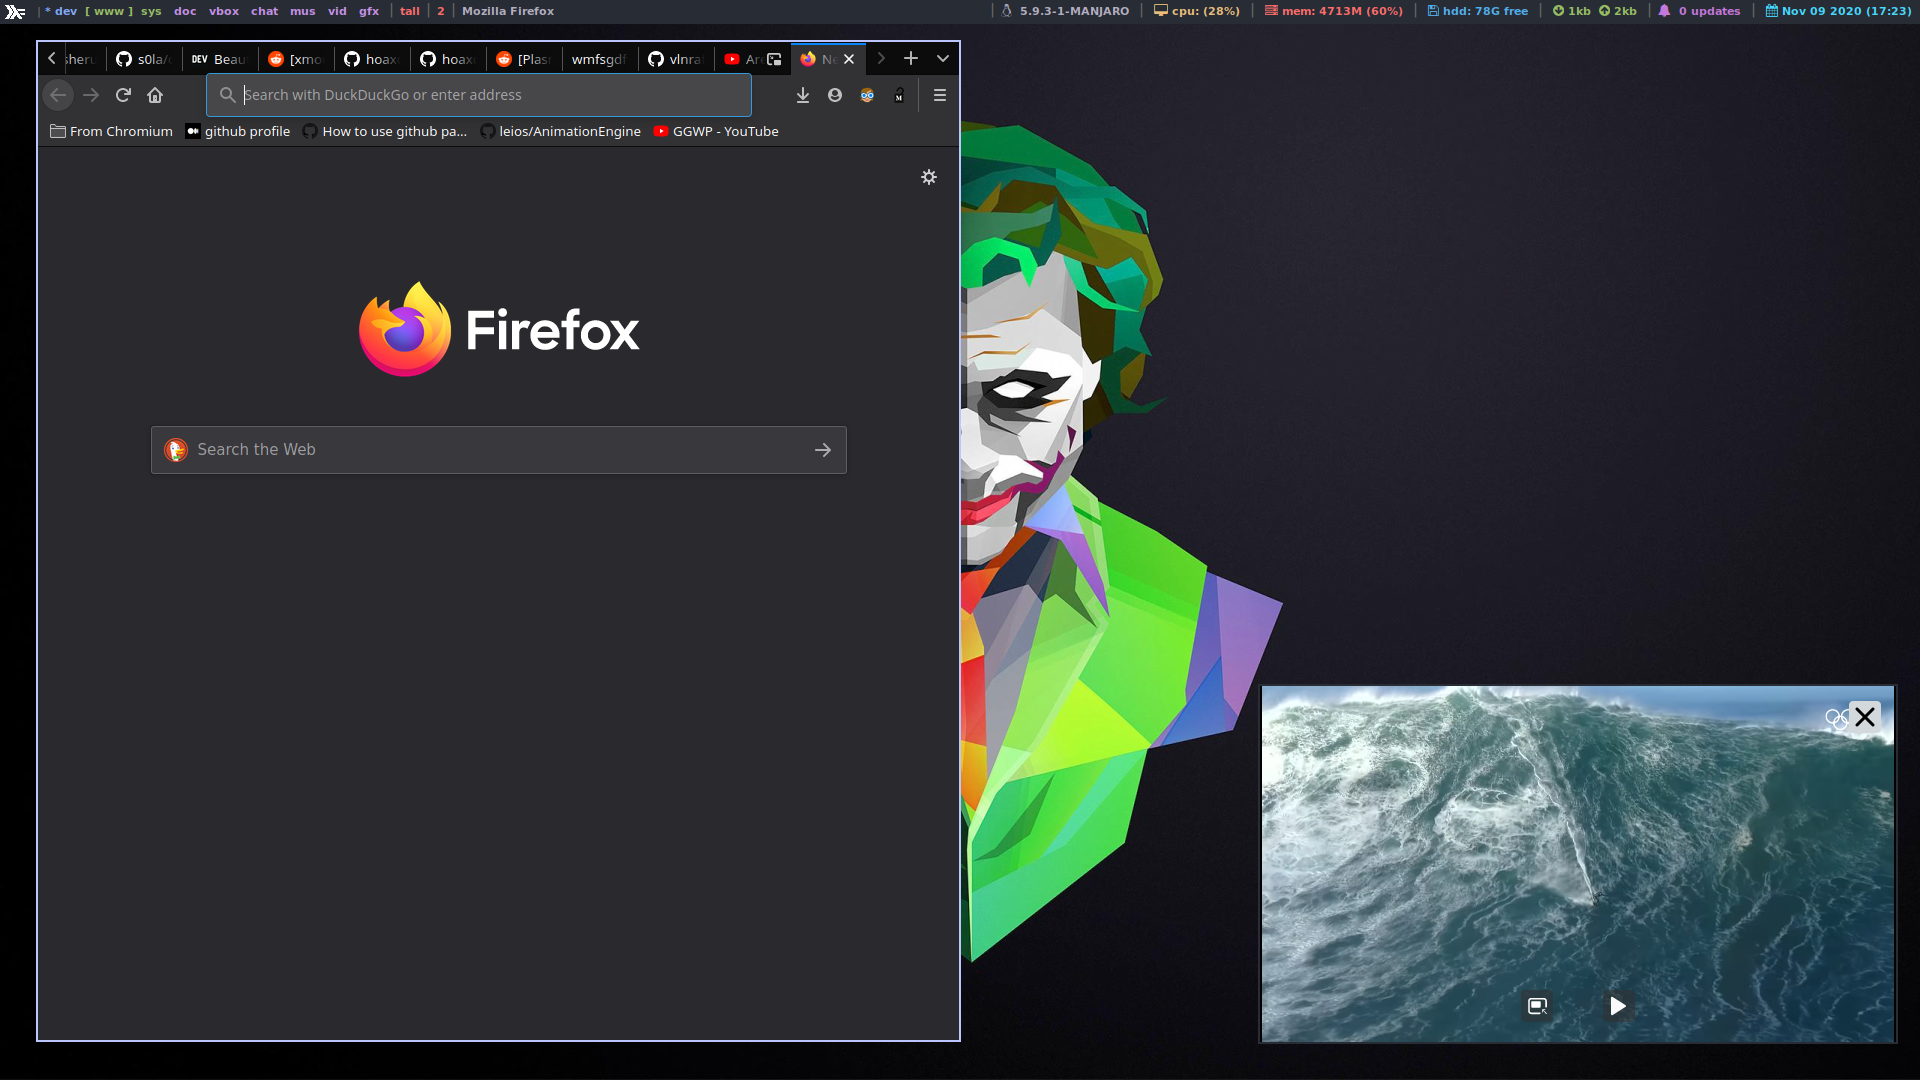 * dev [ www ] sys doc vbox chat mus vid gfx | tall | 2 | Mozilla Firefox
5.9.3-1-MANJARO | cpu: (28%) | mem: 4713M (60%) | hdd: 78G free | 1kb 2kb | 0 updates | Nov 09 2020 (17:23)
sheru s0la/ DEV Beau [xmo hoax hoax [Plas wmfsgdf vlnra Ar Ne
Search with DuckDuckGo or enter address
From Chromium github profile How to use github pa... leios/AnimationEngine GGWP - YouTube
Firefox
Search the Web